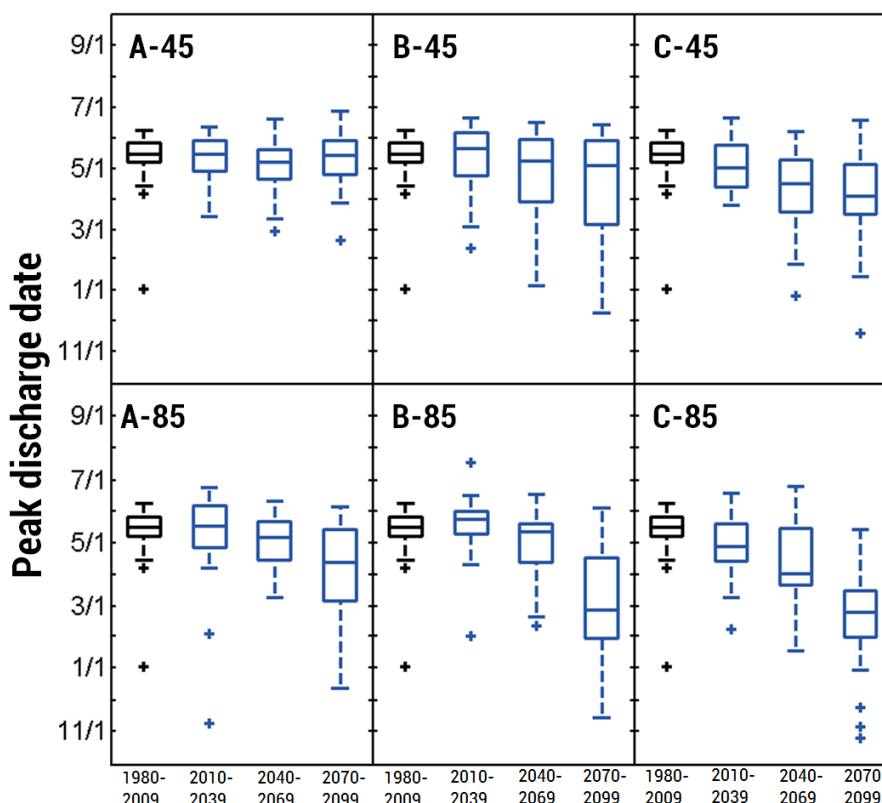 Peak discharge date
A-45
B-45
C-45
9/1
7/1
5/1
3/1
1/1
11/1
A-85
B-85
C-85
9/1
7/1
5/1
3/1
1/1
11/1
1980- 2010- 2040- 2070- 1980- 2010- 2040- 2070- 1980- 2010- 2040- 2070-
2009 2039 2069 2099 2009 2039 2069 2099 2009 2039 2069 2099